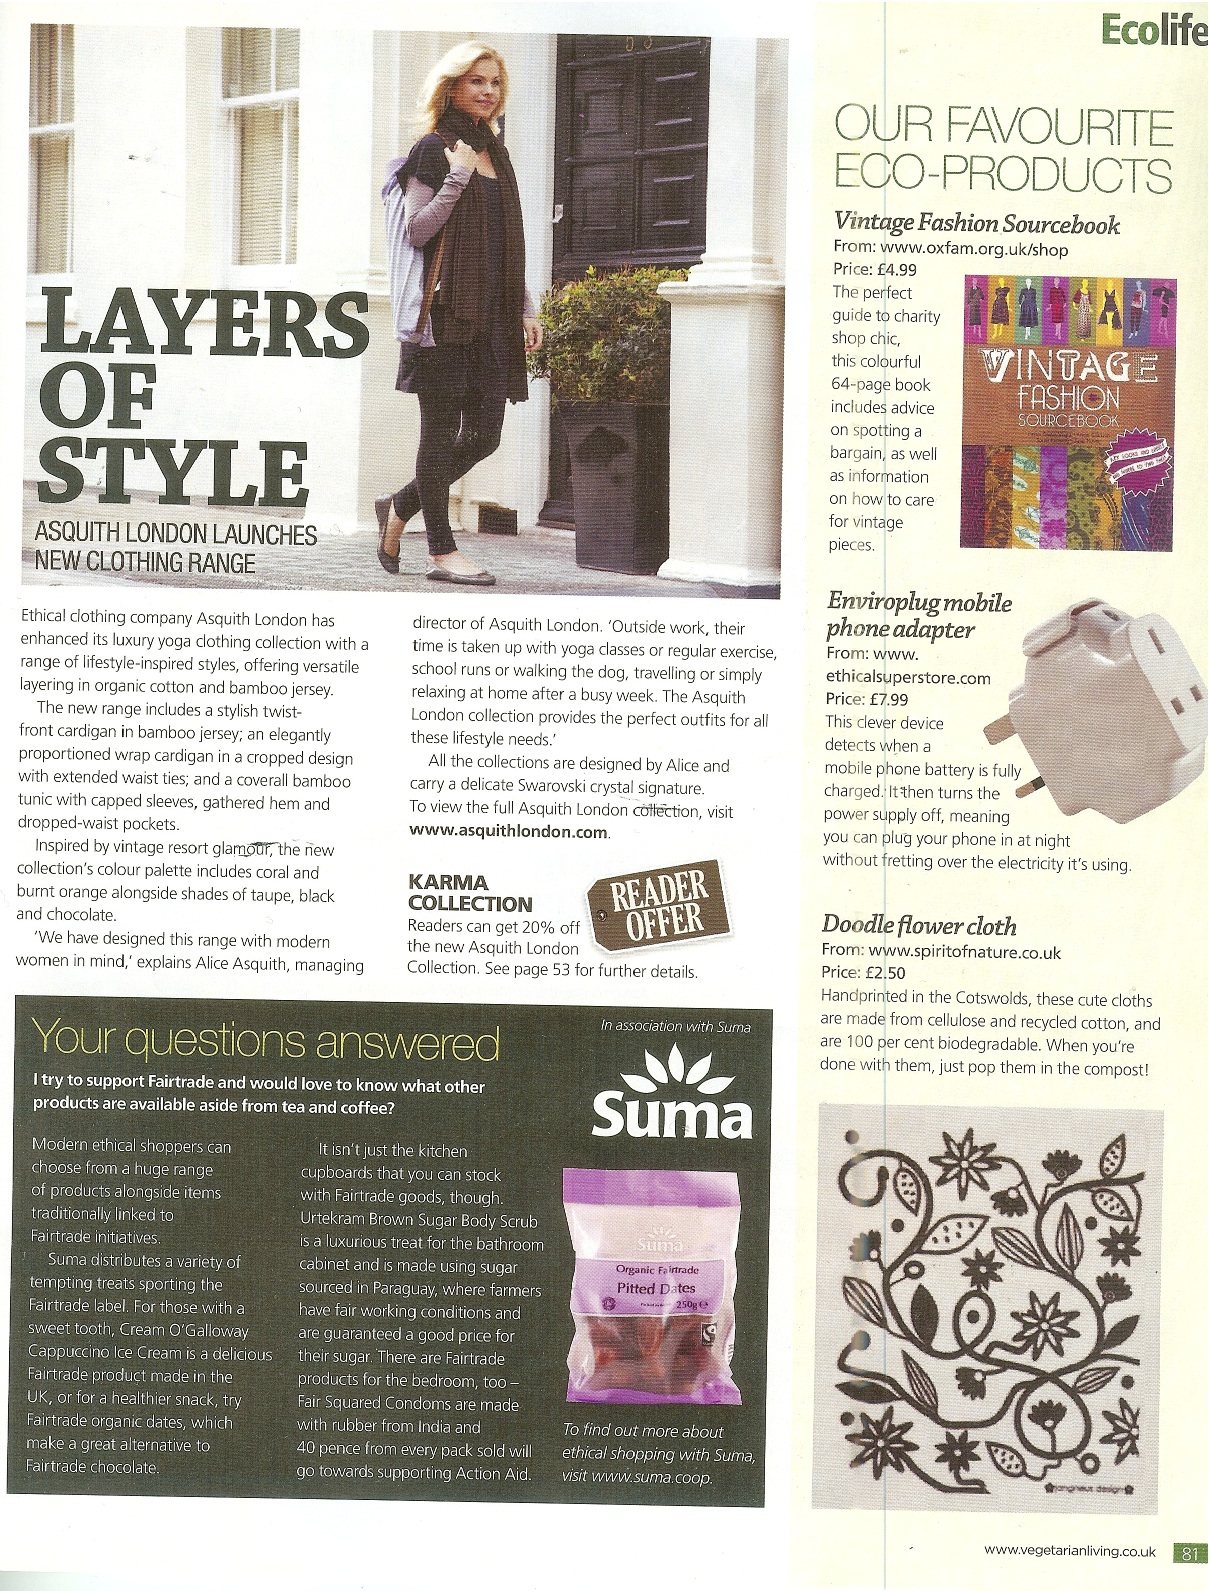 Ecolife
LAYERS
OF
STYLE
ASQUITH LONDON LAUNCHES
NEW CLOTHING RANGE
Ethical clothing company Asquith London has
enhanced its luxury yoga clothing collection with a
range of lifestyle-inspired styles, offering versatile
layering in organic cotton and bamboo jersey.
The new range includes a stylish twist-
front cardigan in bamboo jersey; an elegantly
proportioned wrap cardigan in a cropped design
with extended waist ties; and a coverall bamboo
tunic with capped sleeves, gathered hem and
dropped-waist pockets.
Inspired by vintage resort glamour, the new
collection's colour palette includes coral and
burnt orange alongside shades of taupe, black
and chocolate.
'We have designed this range with modern
women in mind,' explains Alice Asquith, managing
director of Asquith London. 'Outside work, their
time is taken up with yoga classes or regular exercise,
school runs or walking the dog, travelling or simply
relaxing at home after a busy week. The Asquith
London collection provides the perfect outfits for all
these lifestyle needs.'
All the collections are designed by Alice and
carry a delicate Swarovski crystal signature.
To view the full Asquith London collection, visit
www.asquithlondon.com.
KARMA
COLLECTION
Readers can get 20% off
the new Asquith London
Collection. See page 53 for further details.
READER
OFFER
Your questions answered
I try to support Fairtrade and would love to know what other
products are available aside from tea and coffee?
Modern ethical shoppers can
choose from a huge range
of products alongside items
traditionally linked to
Fairtrade initiatives.
Suma distributes a variety of
tempting treats sporting the
Fairtrade label. For those with a
sweet tooth, Cream O'Galloway
Cappuccino Ice Cream is a delicious
Fairtrade product made in the
UK, or for a healthier snack, try
Fairtrade organic dates, which
make a great alternative to
Fairtrade chocolate.
It isn't just the kitchen
cupboards that you can stock
with Fairtrade goods, though.
Urtekram Brown Sugar Body Scrub
is a luxurious treat for the bathroom
cabinet and is made using sugar
sourced in Paraguay, where farmers
have fair working conditions and
are guaranteed a good price for
their sugar. There are Fairtrade
products for the bedroom, too –
Fair Squared Condoms are made
with rubber from India and
40 pence from every pack sold will
go towards supporting Action Aid.
In association with Suma
Suma
Suma
Organic Fairtrade
Pitted Dates
250g e
To find out more about
ethical shopping with Suma,
visit www.suma.coop.
OUR FAVOURITE
ECO-PRODUCTS
Vintage Fashion Sourcebook
From: www.oxfam.org.uk/shop
Price: £4.99
The perfect
guide to charity
shop chic,
this colourful
64-page book
includes advice
on spotting a
bargain, as well
as information
on how to care
for vintage
pieces.
VINTAGE
FASHION
SOURCEBOOK
Enviroplug mobile
phone adapter
From: www.
ethicalsuperstore.com
Price: £7.99
This clever device
detects when a
mobile phone battery is fully
charged. It then turns the
power supply off, meaning
you can plug your phone in at night
without fretting over the electricity it's using.
Doodle flower cloth
From: www.spiritofnature.co.uk
Price: £2.50
Handprinted in the Cotswolds, these cute cloths
are made from cellulose and recycled cotton, and
are 100 per cent biodegradable. When you're
done with them, just pop them in the compost!
www.vegetarianliving.co.uk 81